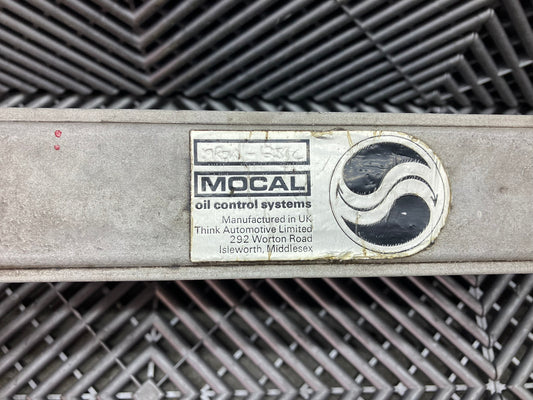 MOCAL
oil control systems
Manufactured in UK
Think Automotive Limited
292 Worton Road
Isleworth, Middlesex